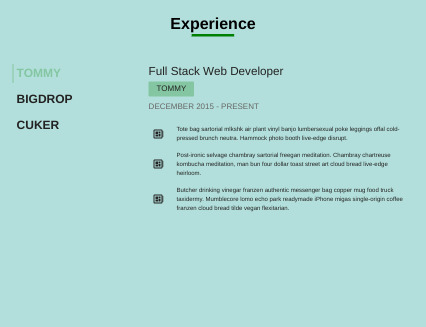 Experience
TOMMY
BIGDROP
CUKER
Full Stack Web Developer
TOMMY
DECEMBER 2015 - PRESENT
Tote bag sartorial mlkshk air plant vinyl banjo lumbersexual poke leggings offal cold-
pressed brunch neutra. Hammock photo booth live-edge disrupt.
Post-ironic selvage chambray sartorial freegan meditation. Chambray chartreuse
kombucha meditation, man bun four dollar toast street art cloud bread live-edge
heirloom.
Butcher drinking vinegar franzen authentic messenger bag copper mug food truck
taxidermy. Mumblecore lomo echo park readymade iPhone migas single-origin coffee
franzen cloud bread tilde vegan flexitarian.